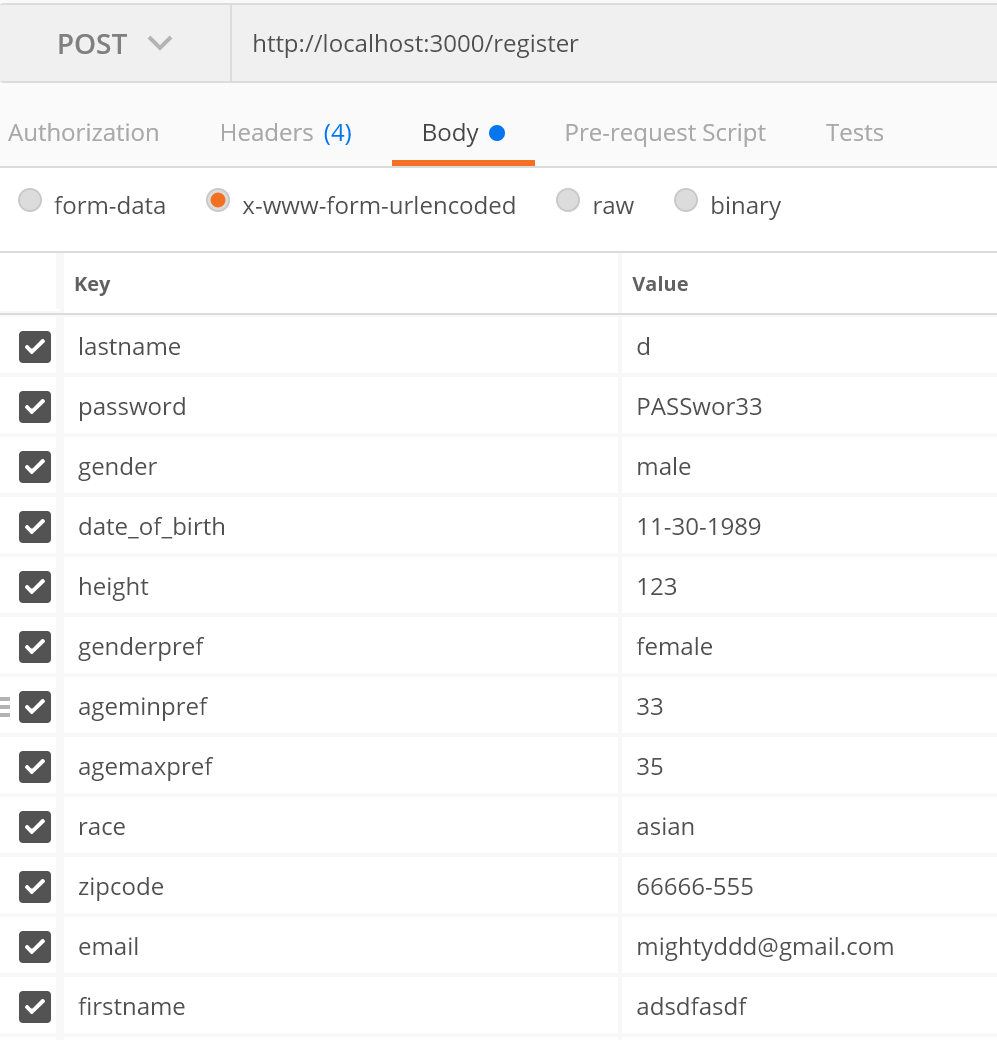 POST http://localhost:3000/register
Authorization Headers (4) Body Pre-request Script Tests
form-data x-www-form-urlencoded raw binary
Key Value
lastname d
password PASSwor33
gender male
date_of_birth 11-30-1989
height 123
genderpref female
ageminpref 33
agemaxpref 35
race asian
zipcode 66666-555
email mightyddd@gmail.com
firstname adsdfasdf